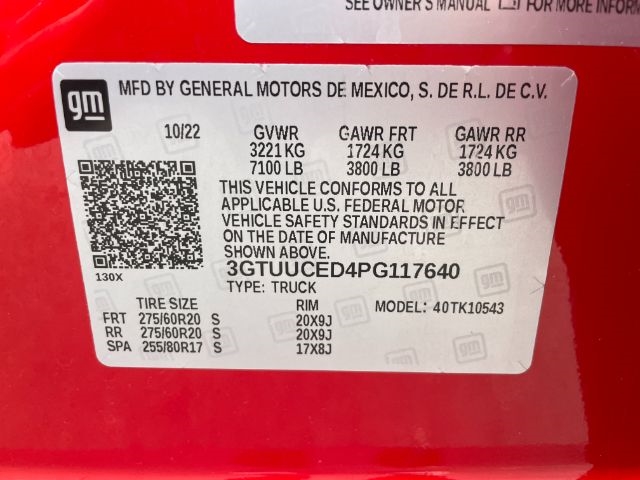 SEE OWNER'S MANUAL FOR MORE INFORM
gm MFD BY GENERAL MOTORS DE MEXICO, S. DE R.L. DE C.V.
10/22 GVWR GAWR FRT GAWR RR
3221 KG 1724 KG 1724 KG
7100 LB 3800 LB 3800 LB
THIS VEHICLE CONFORMS TO ALL
APPLICABLE U.S. FEDERAL MOTOR
VEHICLE SAFETY STANDARDS IN EFFECT
ON THE DATE OF MANUFACTURE
SHOWN ABOVE.
130X 3GTUUCED4PG117640
TYPE: TRUCK
TIRE SIZE RIM MODEL: 40TK10543
FRT 275/60R20 S 20X9J
RR 275/60R20 S 20X9J
SPA 255/80R17 S 17X8J